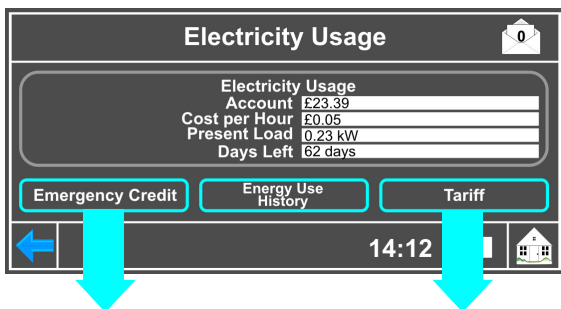 Electricity Usage
0
Electricity Usage
Account £23.39
Cost per Hour £0.05
Present Load 0.23 kW
Days Left 62 days
Emergency Credit
Energy Use
History
Tariff
14:12